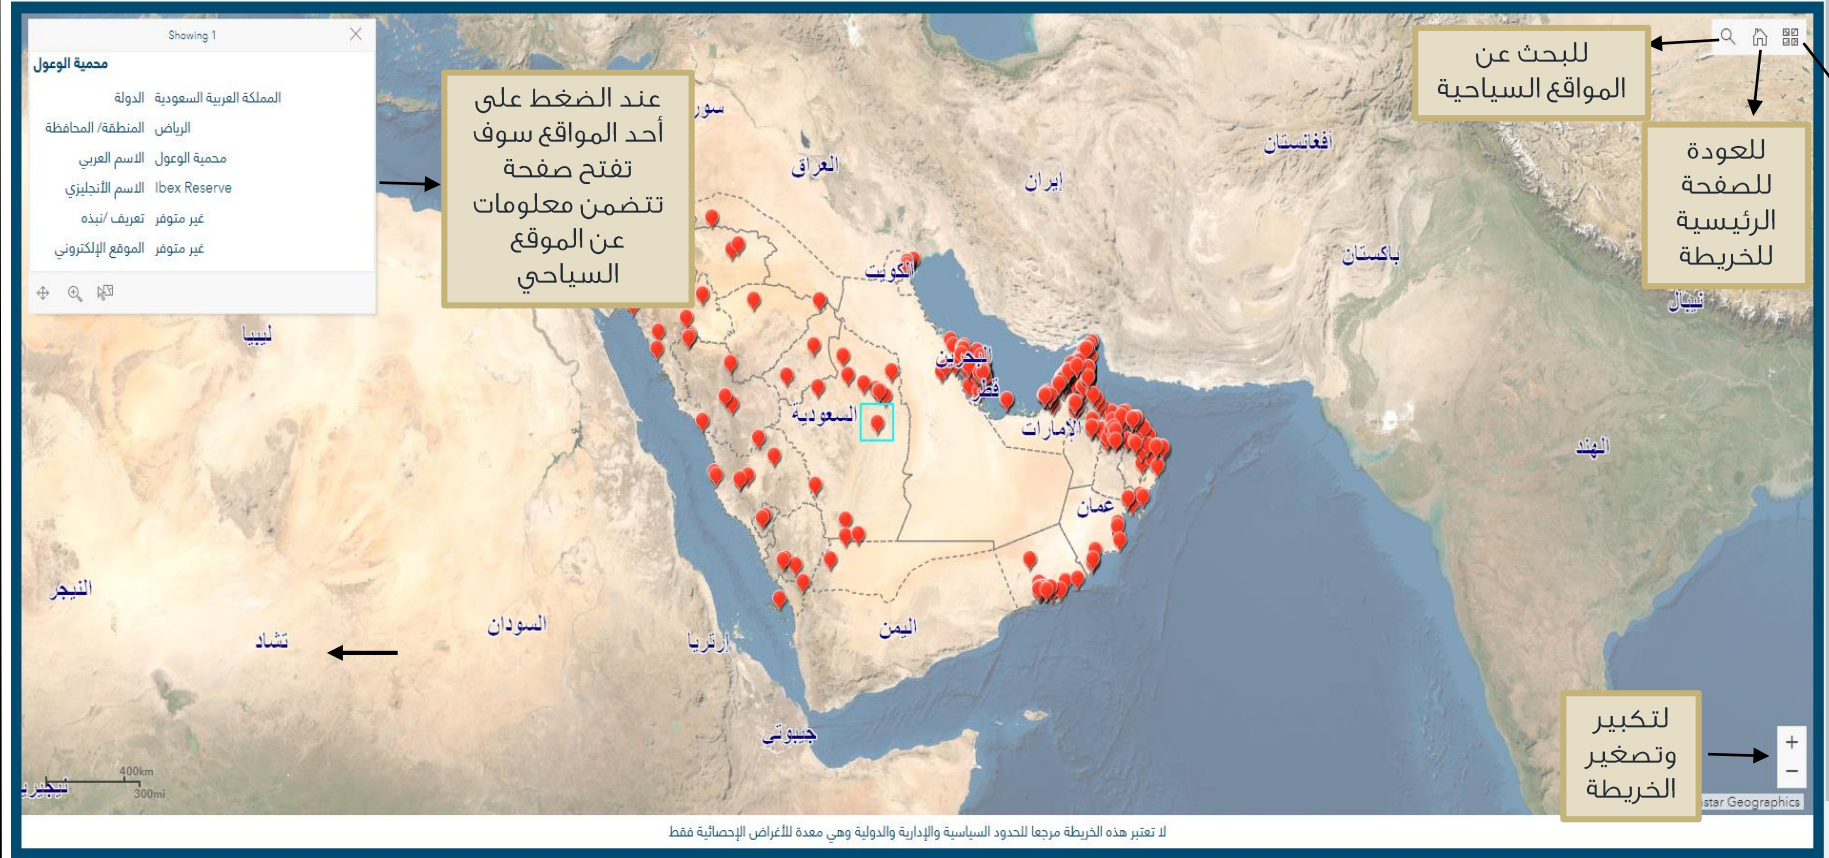 Showing 1
محمية الوعول
الدولة المملكة العربية السعودية
المنطقة/ المحافظة الرياض
الاسم العربي محمية الوعول
الاسم الأنجليزي Ibex Reserve
تعريف /نبذه غير متوفر
الموقع الإلكتروني غير متوفر
عند الضغط على
أحد المواقع سوف
تفتح صفحة
تتضمن معلومات
عن الموقع
السياحي
للبحث عن
المواقع السياحية
للعودة
للصفحة
الرئيسية
للخريطة
سور
العراق
إيران
أفغانستان
باكستان
نيبال
الكويت
ليبيا
البحرين
قطر
السعودية
الإمارات
الهند
عمان
النيجر
تشاد
السودان
إرتريا
اليمن
جيبوتي
لتكبير
وتصغير
الخريطة
+
−
400km
300mi
نيجيري
star Geographics
لا تعتبر هذه الخريطة مرجعا للحدود السياسية والإدارية والدولية وهي معدة للأغراض الإحصائية فقط